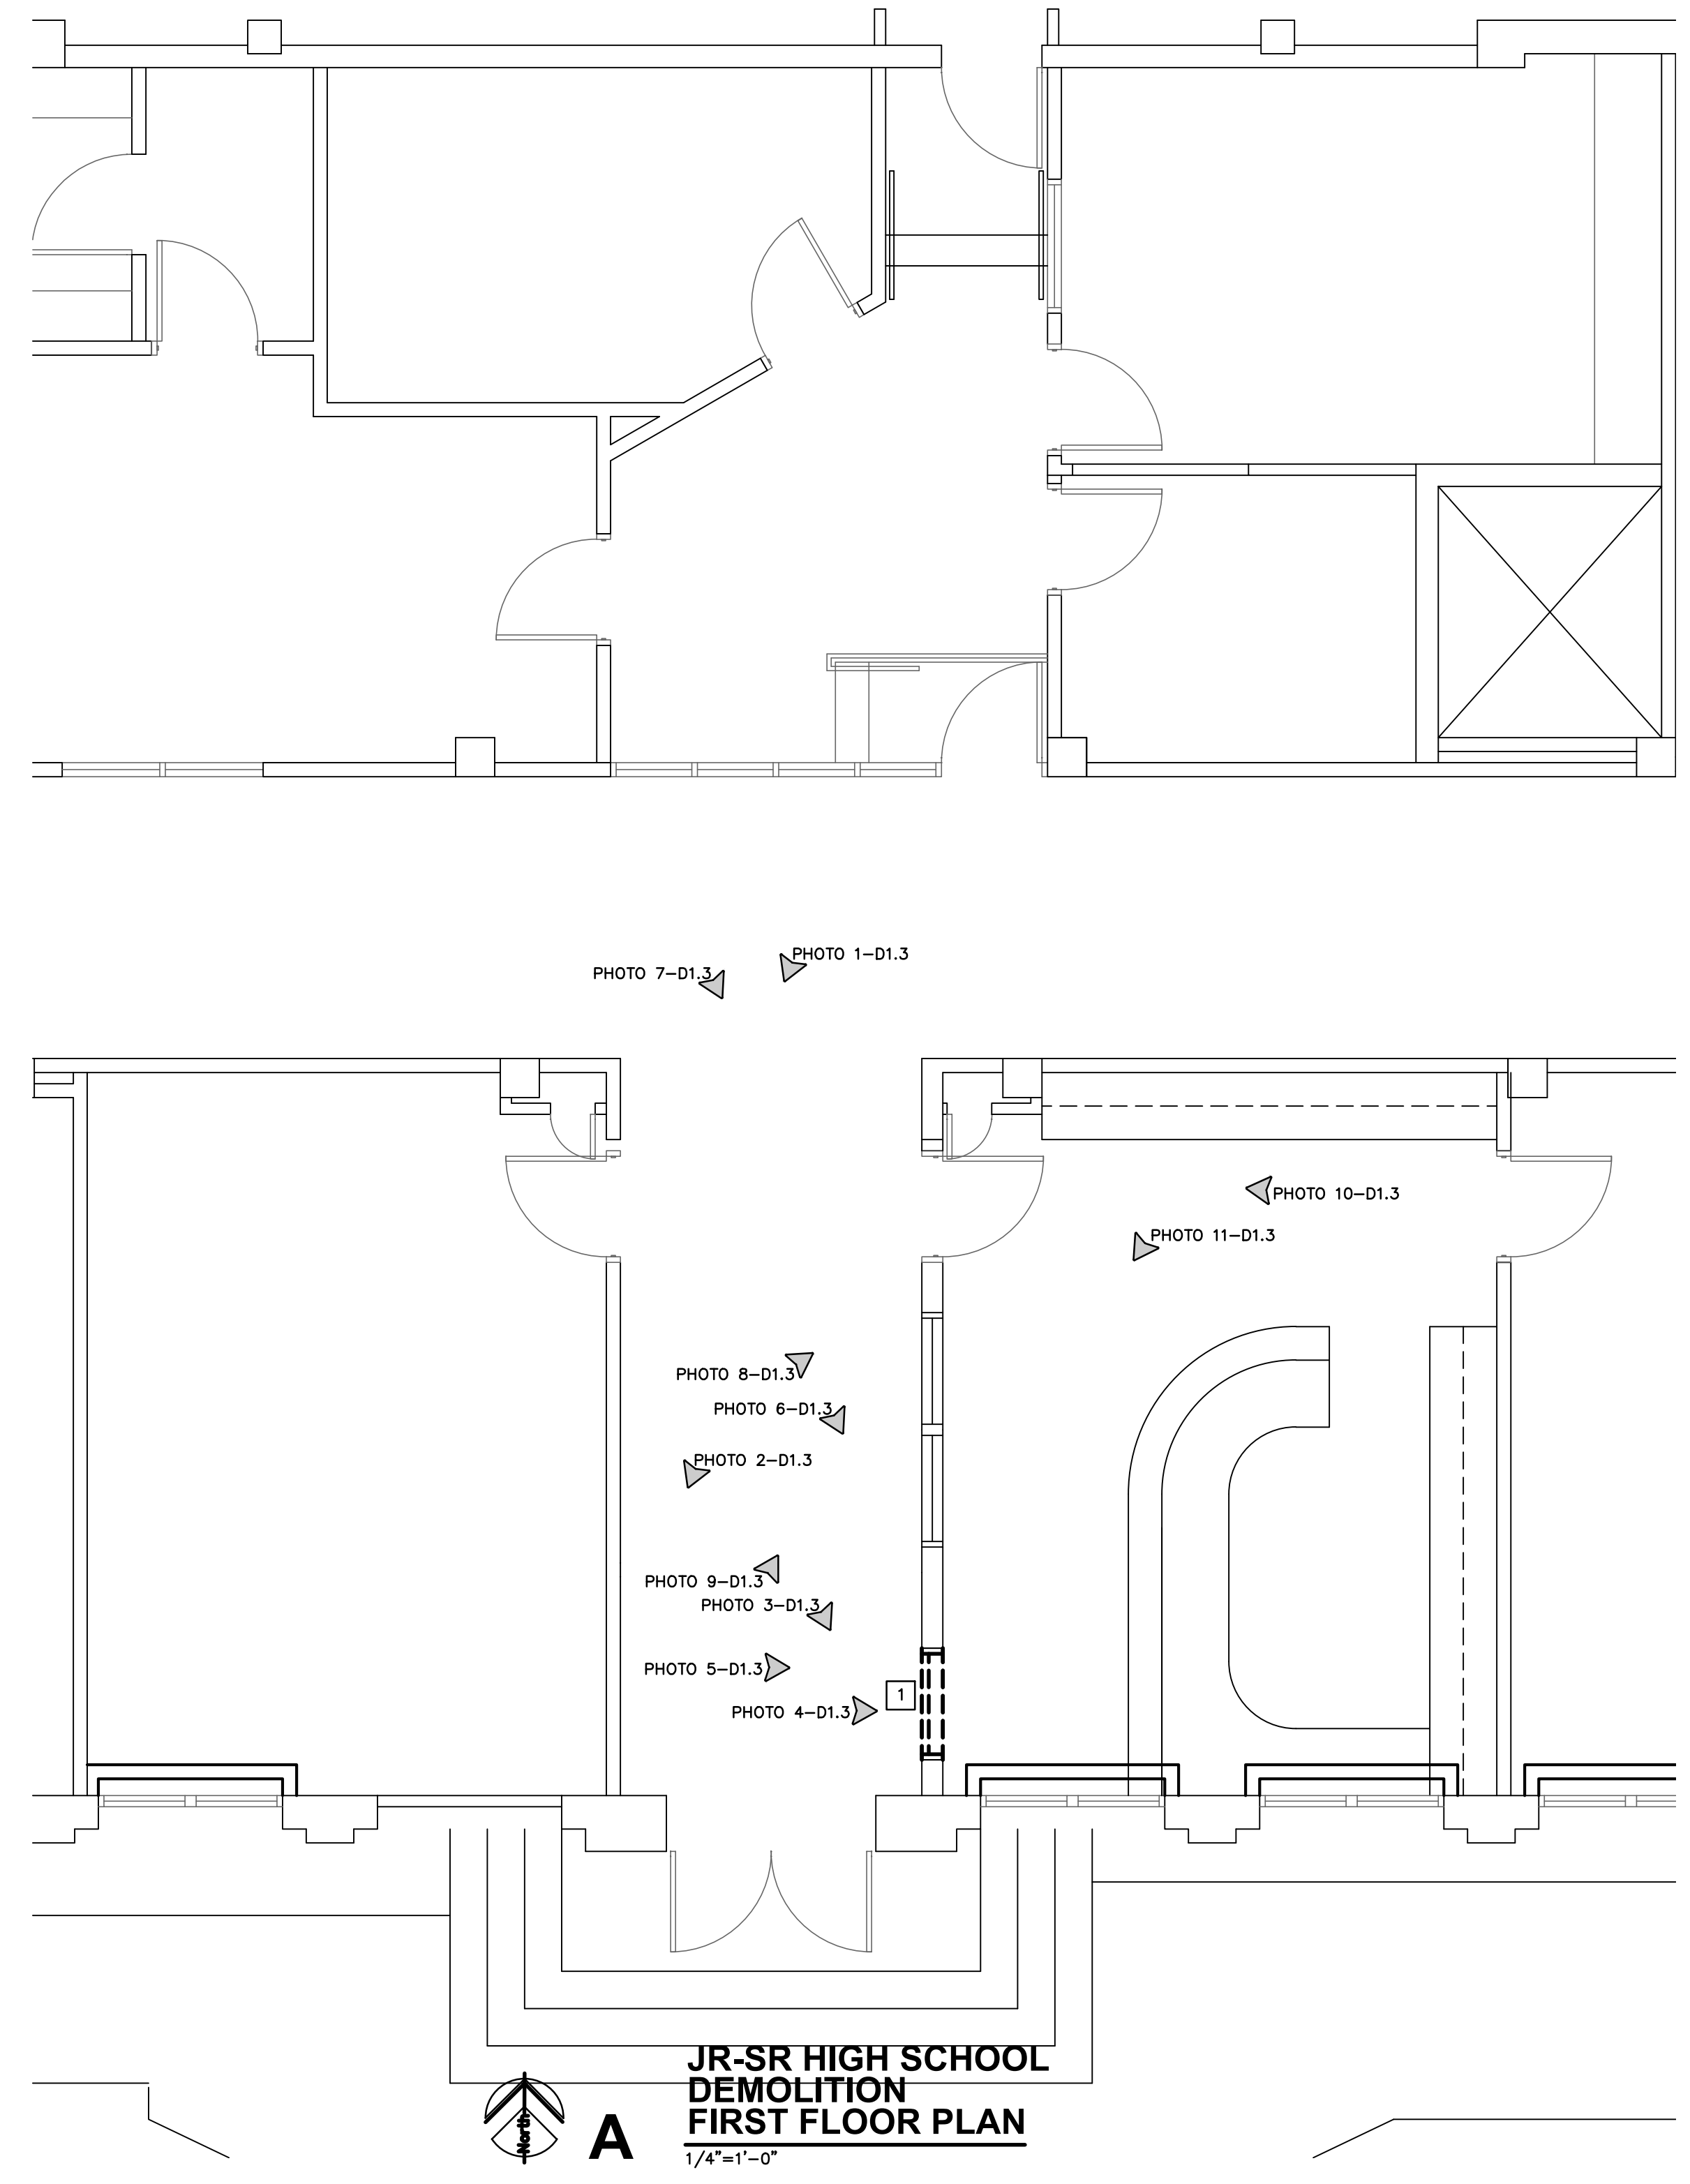 PHOTO 1-D1.3
PHOTO 7-D1.3
PHOTO 10-D1.3
PHOTO 11-D1.3
PHOTO 8-D1.3
PHOTO 6-D1.3
PHOTO 2-D1.3
PHOTO 9-D1.3
PHOTO 3-D1.3
PHOTO 5-D1.3
1
PHOTO 4-D1.3
JR-SR HIGH SCHOOL
DEMOLITION
FIRST FLOOR PLAN
North
A
1/4"=1'-0"